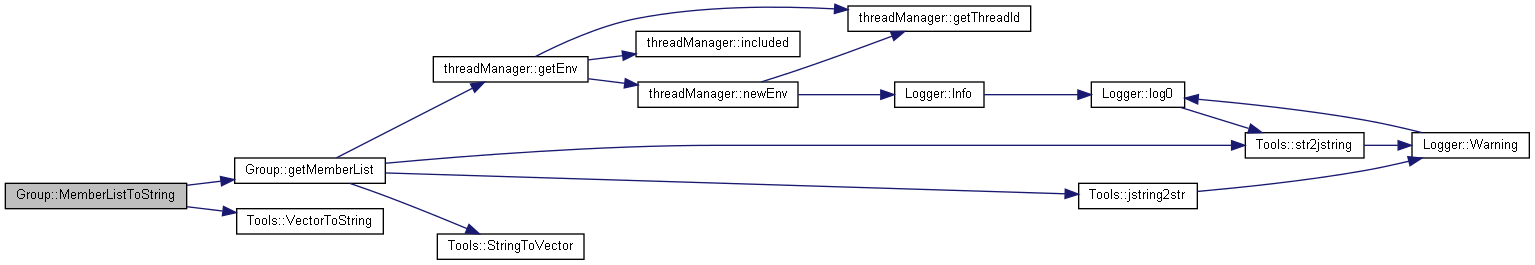 threadManager::getThreadId
threadManager::included
threadManager::getEnv
threadManager::newEnv
Logger::Info
Logger::log0
Tools::str2jstring
Logger::Warning
Group::getMemberList
Group::MemberListToString
Tools::jstring2str
Tools::VectorToString
Tools::StringToVector